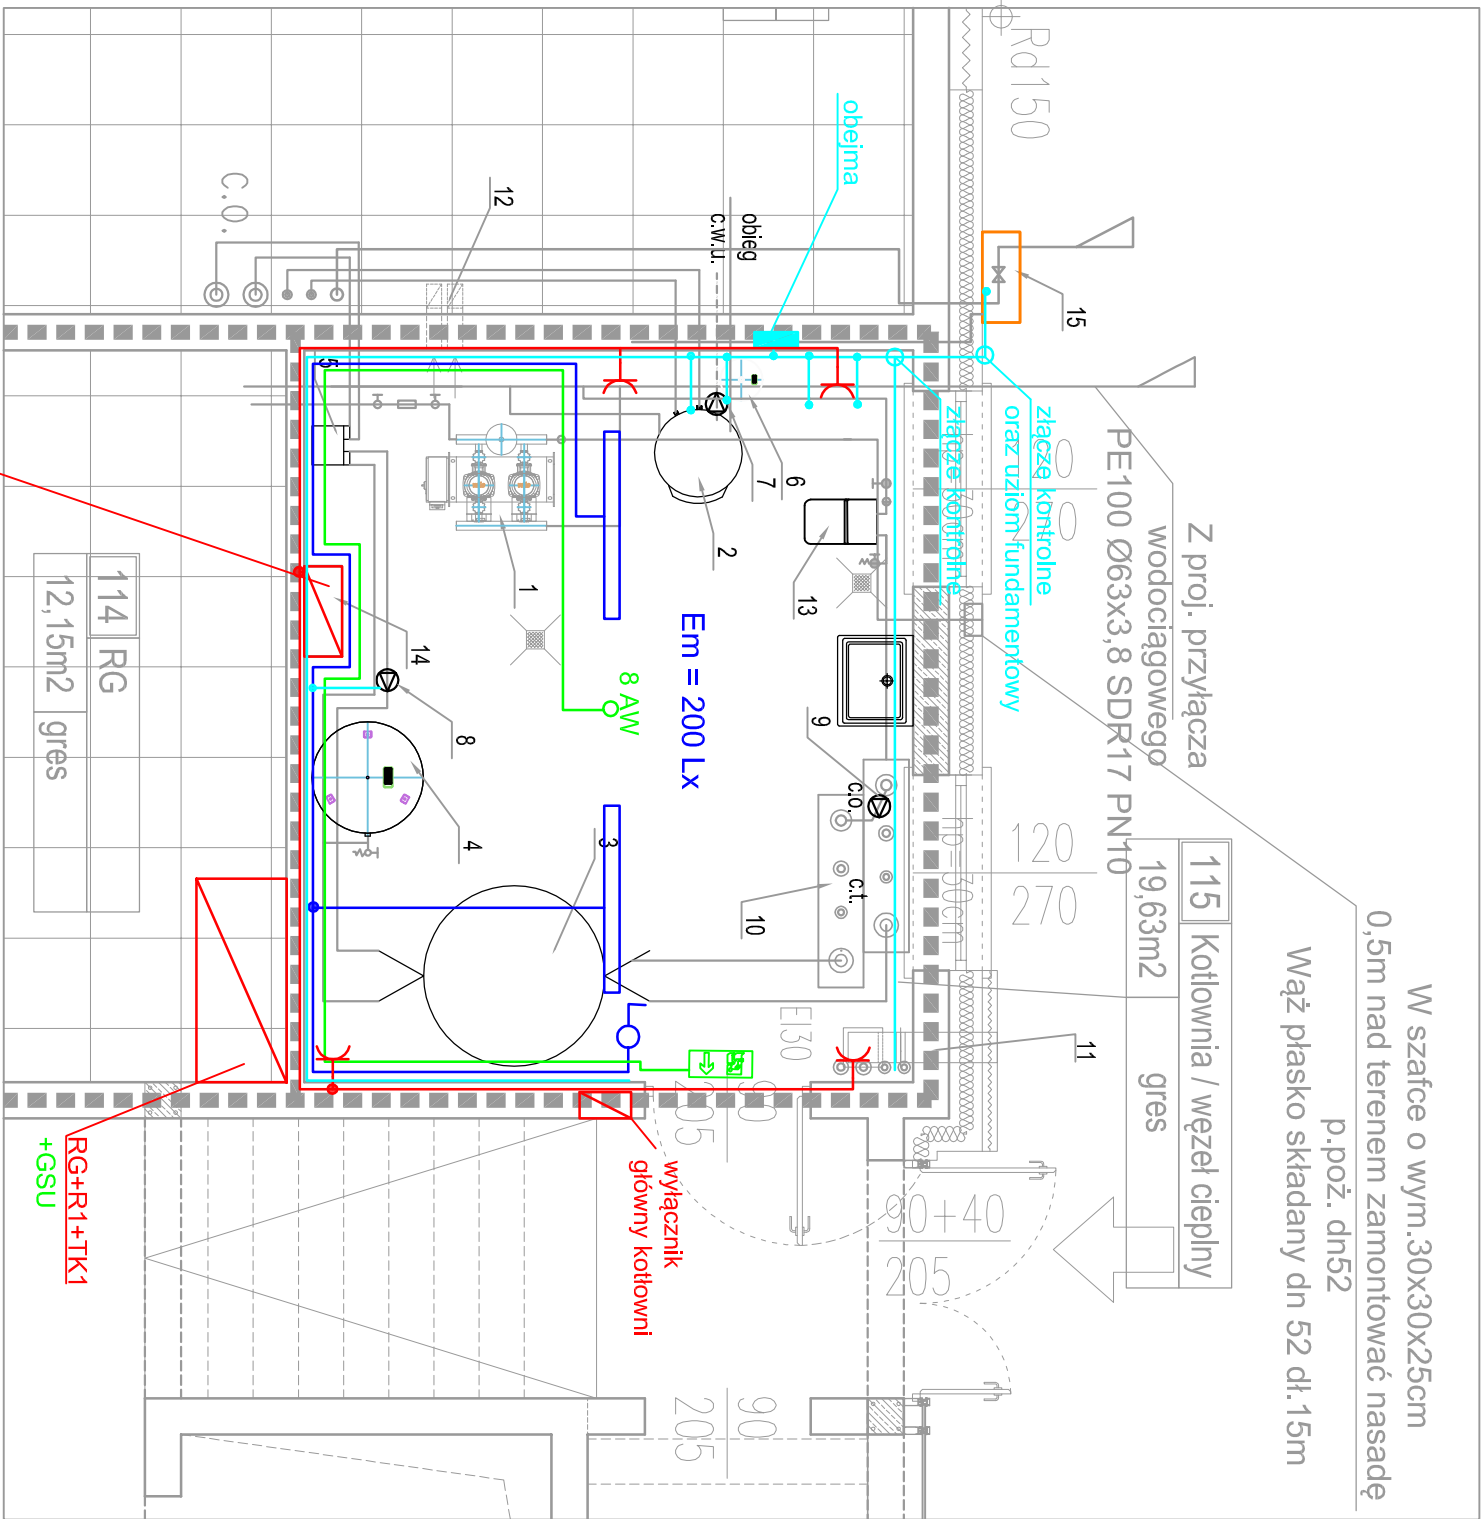 W szafce o wym.30x30x25cm
0,5m nad terenem zamontować nasadę
p.poż. dn52
Wąż płasko składany dn 52 dł.15m
115 Kotłownia / węzeł cieplny
19,63m2 gres
Z proj. przyłącza
wodociągowego
PE100 Ø63x3,8 SDR17 PN10
Rd150
15
złącze kontrolne
oraz uziom fundamentowy
złącze kontrolne
120
270
11
90+40
205
obejma
obieg
c.w.u.
12
c.o.
6
7
2
13
9
c.o.
c.t.
10
EI30
90
205
Em = 200 Lx
8 AW
1
3
5
14
8
4
wyłącznik
główny kotłowni
90
205
114 RG
12,15m2 gres
RG+R1+TK1
+GSU